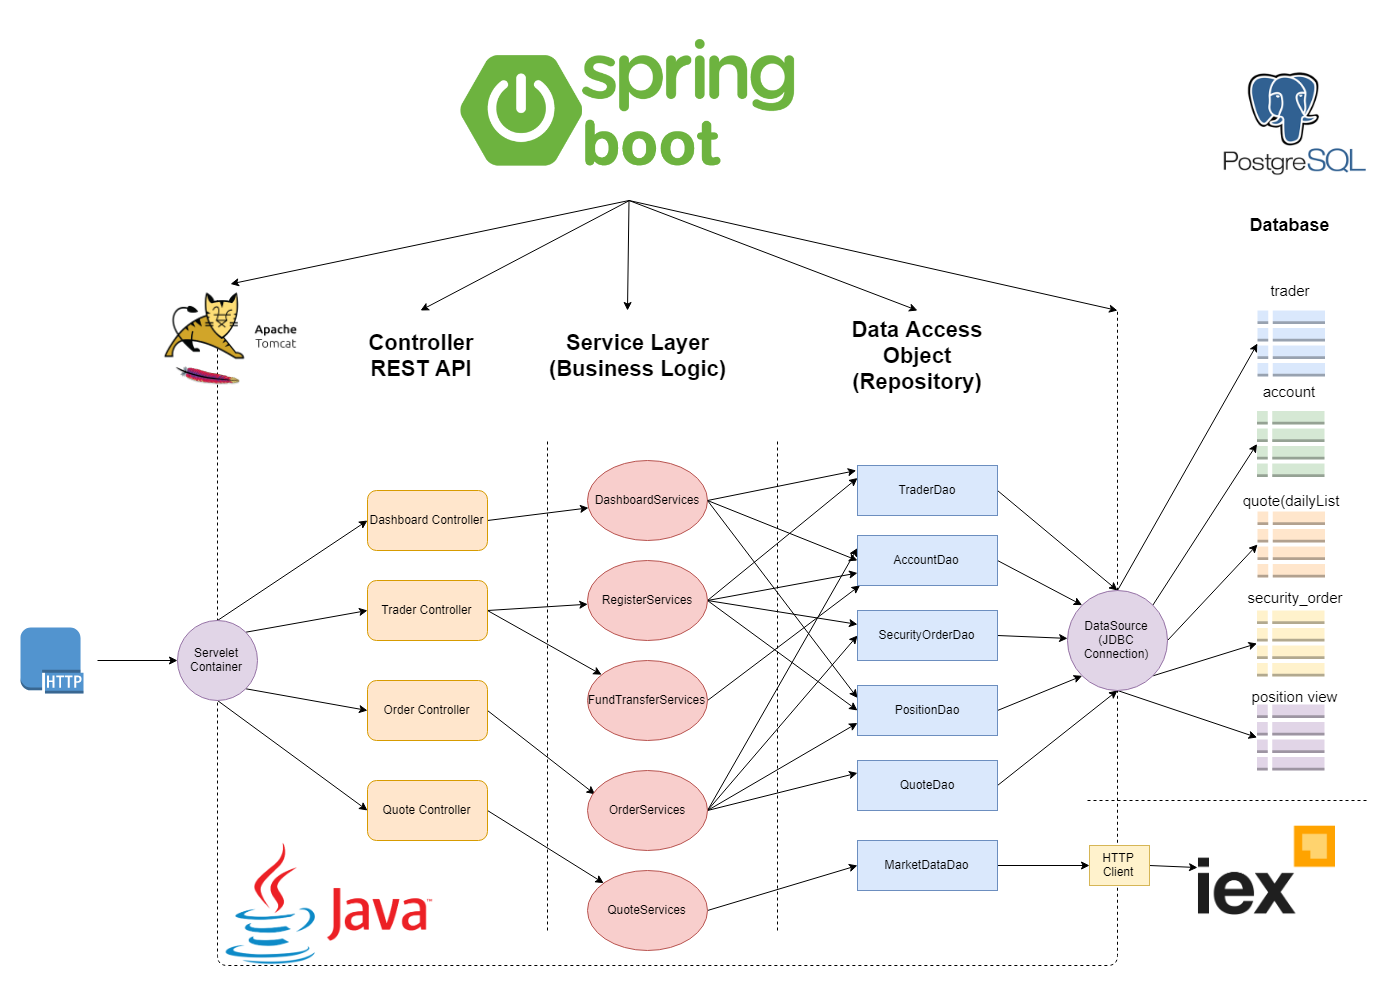 spring
boot
PostgreSQL
Database
Apache
Tomcat
Controller
REST API
Service Layer
(Business Logic)
Data Access
Object
(Repository)
trader
account
quote(dailyList
security_order
position view
HTTP
Servelet
Container
Dashboard Controller
Trader Controller
Order Controller
Quote Controller
DashboardServices
RegisterServices
FundTransferServices
OrderServices
QuoteServices
TraderDao
AccountDao
SecurityOrderDao
PositionDao
QuoteDao
MarketDataDao
DataSource
(JDBC
Connection)
HTTP
Client
iex
Java™